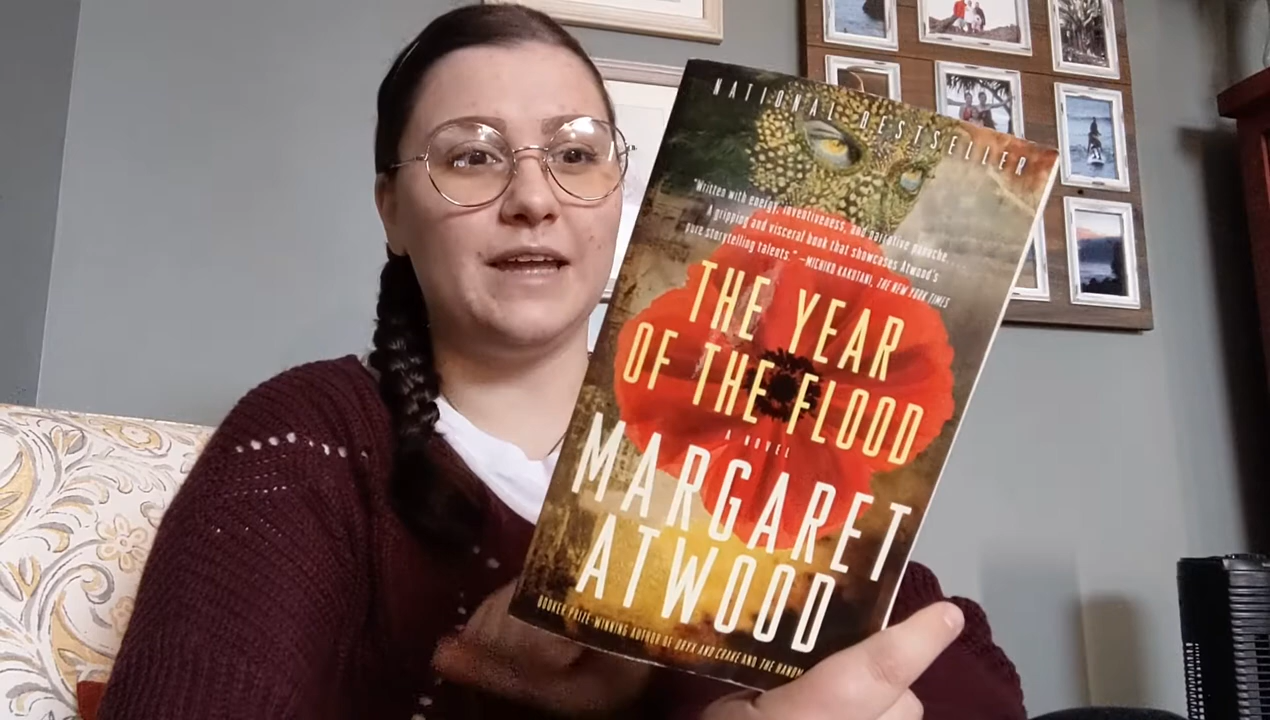 NATIONAL BESTSELLER
"Written with energy, inventiveness, and narrative panache.
A gripping and visceral book that showcases Atwood's
pure storytelling talents." —MICHIKO KAKUTANI, THE NEW YORK TIMES
THE YEAR
OF THE FLOOD
A NOVEL
MARGARET
ATWOOD
BOOKER PRIZE-WINNING AUTHOR OF ORYX AND CRAKE AND THE